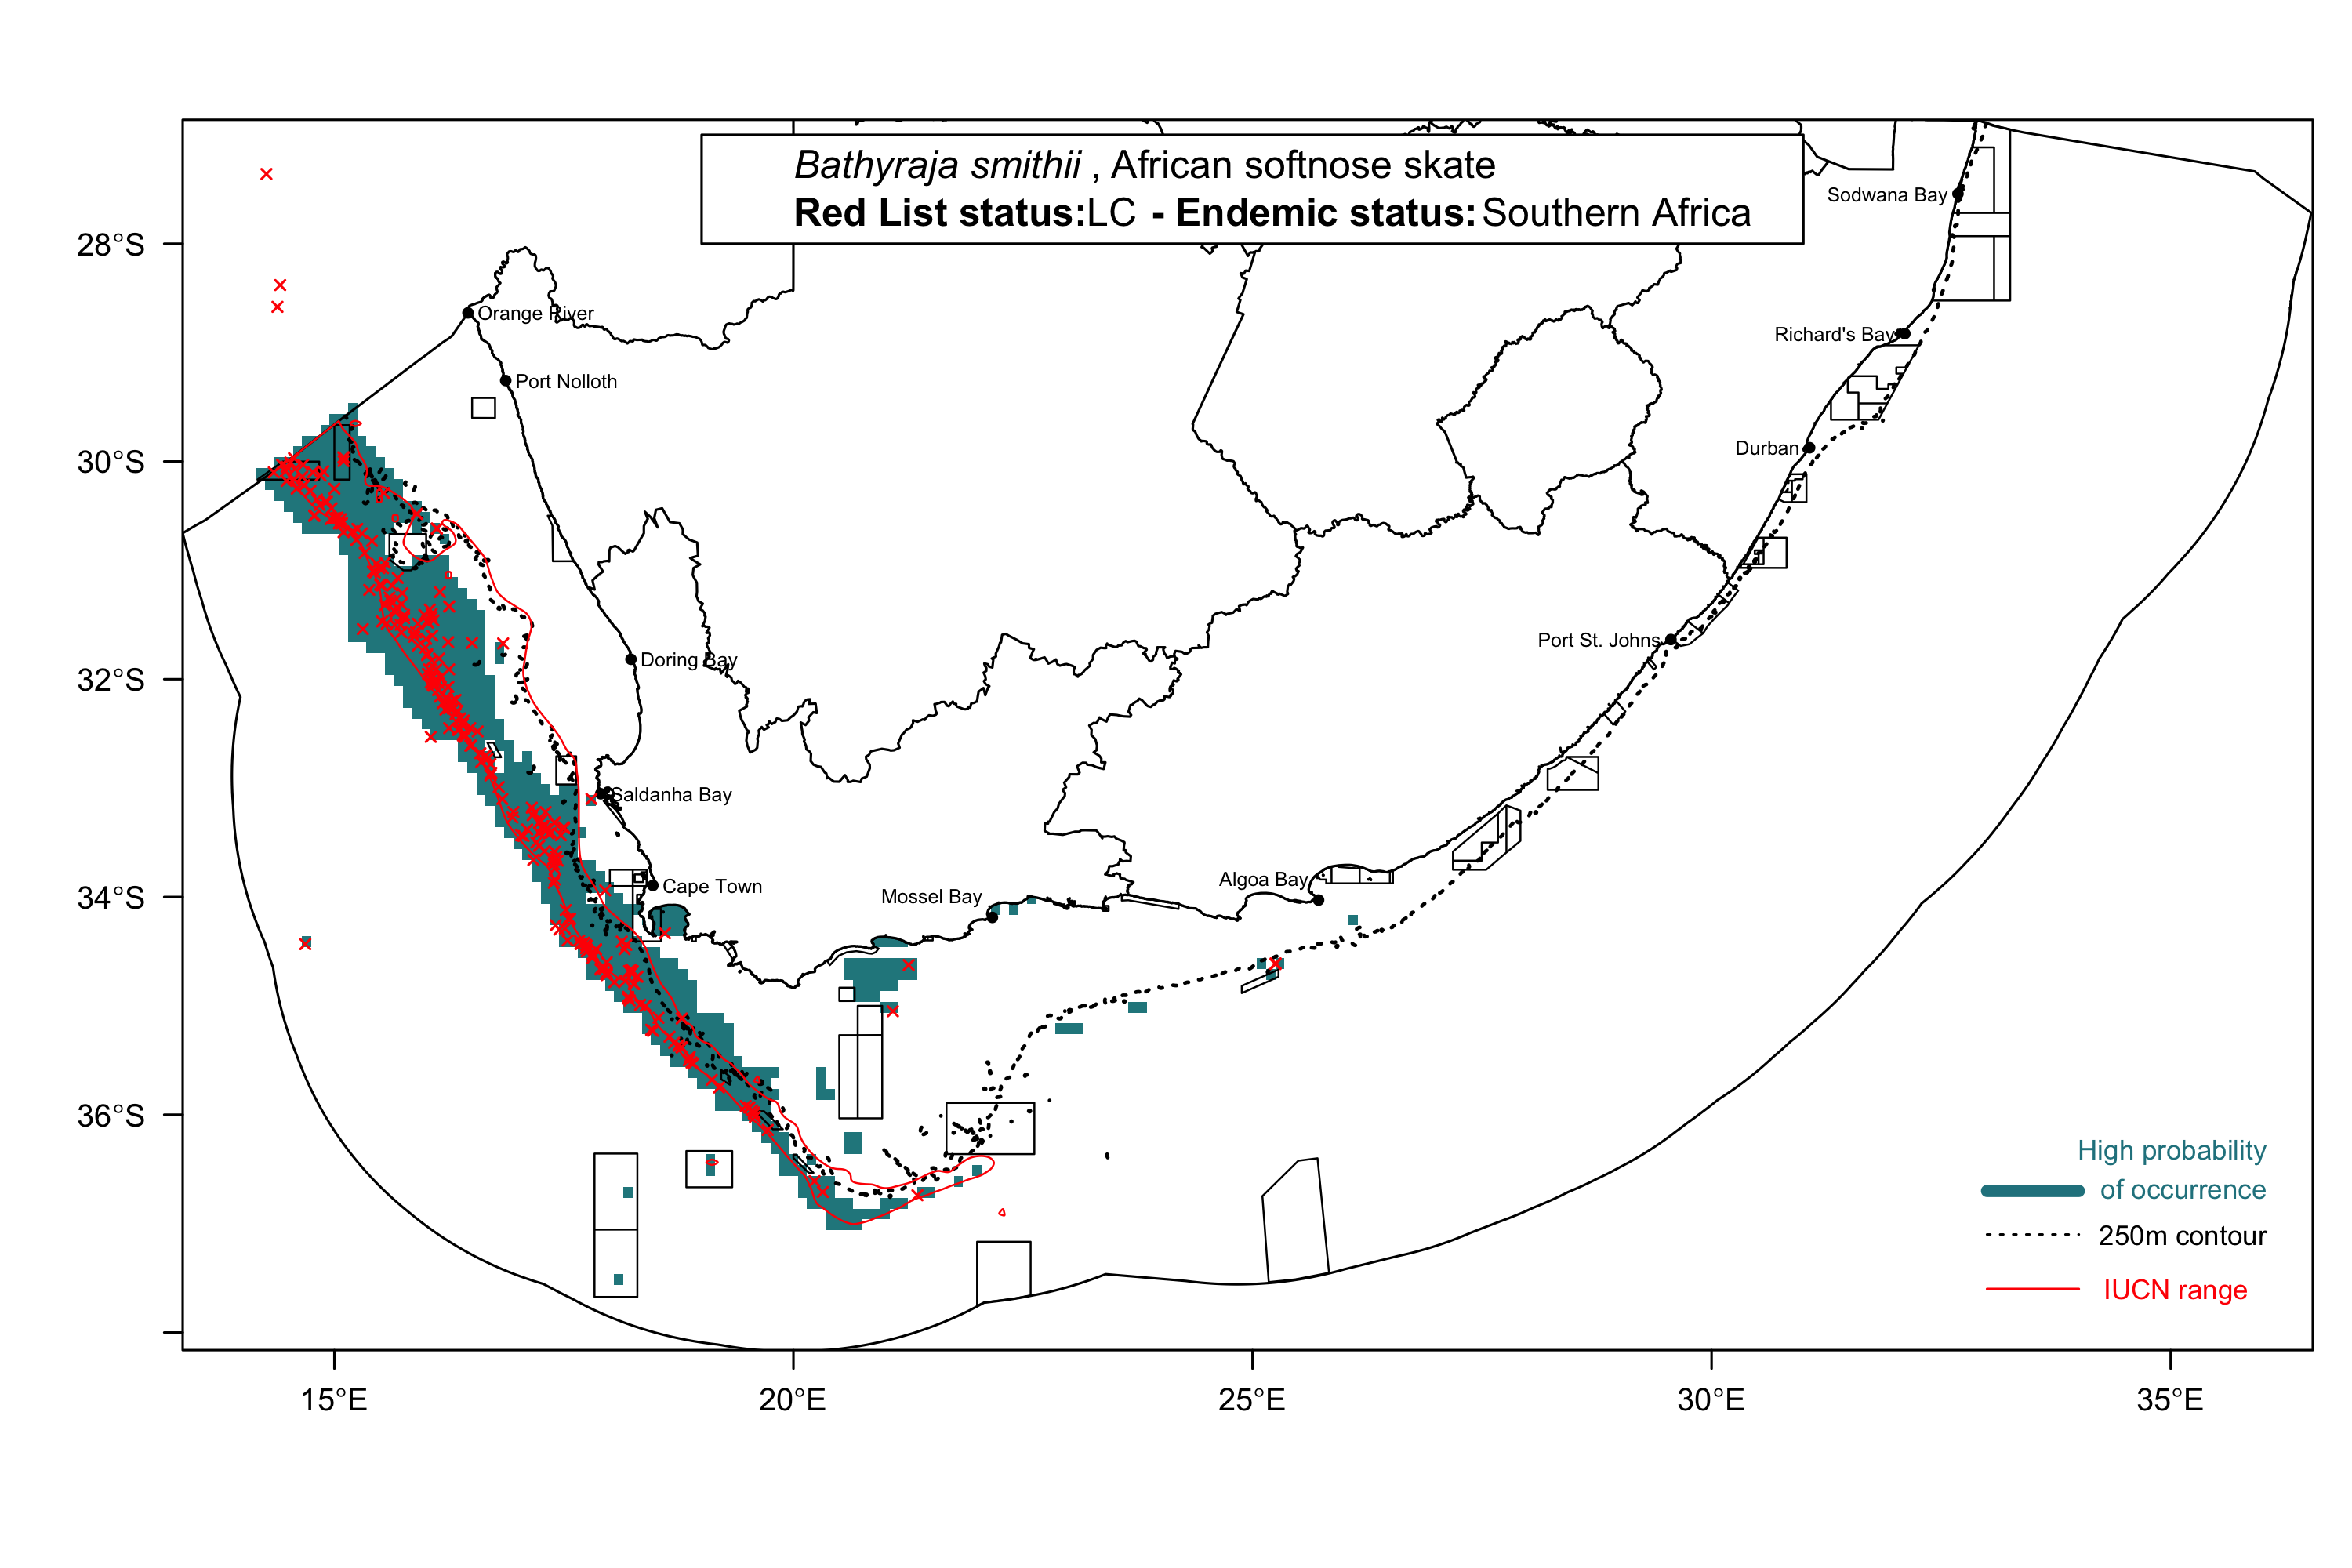 Bathyraja smithii , African softnose skate
Red List status:LC - Endemic status:Southern Africa
Sodwana Bay
28°S
Orange River
Richard's Bay
Port Nolloth
Durban
30°S
Port St. Johns
Doring Bay
32°S
Saldanha Bay
Algoa Bay
Cape Town
Mossel Bay
34°S
36°S
High probability
of occurrence
250m contour
IUCN range
15°E
20°E
25°E
30°E
35°E